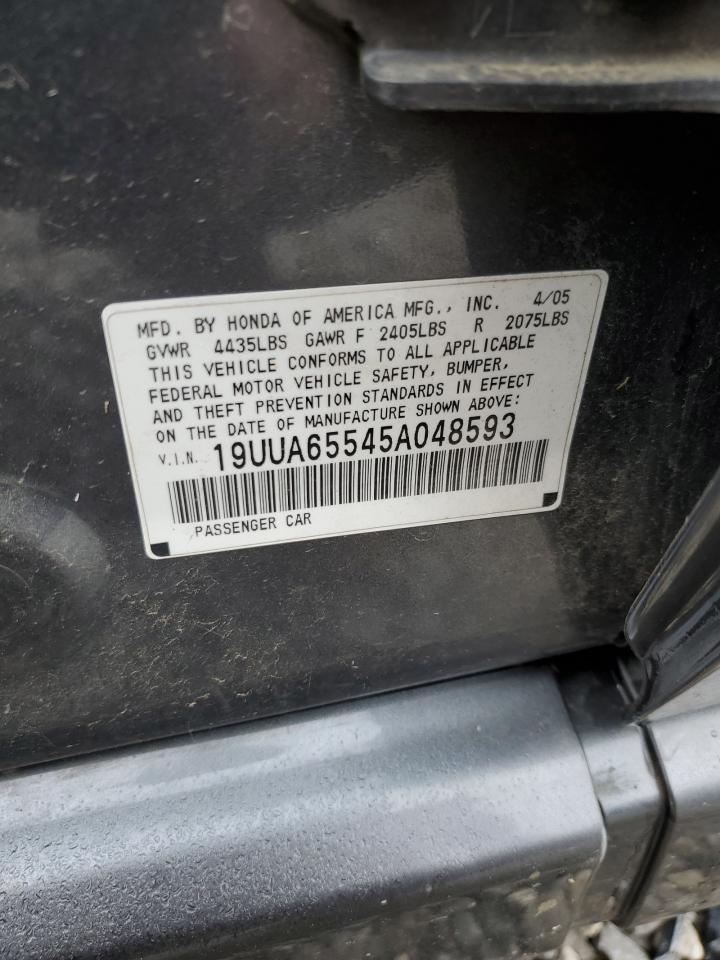 MFD. BY HONDA OF AMERICA MFG., INC. 4/05
GVWR 4435LBS GAWR F 2405LBS R 2075LBS
THIS VEHICLE CONFORMS TO ALL APPLICABLE
FEDERAL MOTOR VEHICLE SAFETY, BUMPER,
AND THEFT PREVENTION STANDARDS IN EFFECT
ON THE DATE OF MANUFACTURE SHOWN ABOVE:
V.I.N. 19UUA65545A048593
PASSENGER CAR